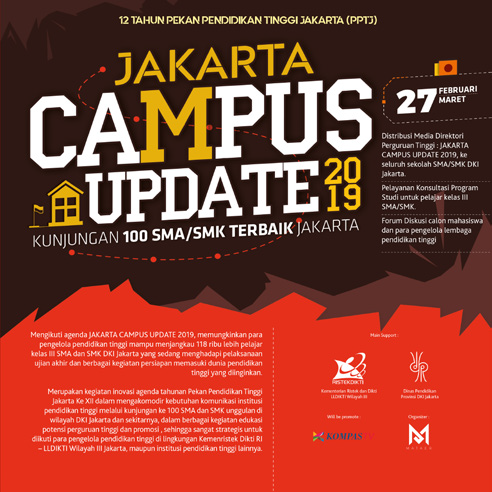 12 TAHUN PEKAN PENDIDIKAN TINGGI JAKARTA (PPTJ)
JAKARTA
CAMPUS
UPDATE
2019
KUNJUNGAN 100 SMA/SMK TERBAIK JAKARTA
27 FEBRUARI
MARET
Distribusi Media Direktori
Perguruan Tinggi : JAKARTA
CAMPUS UPDATE 2019, ke
seluruh sekolah SMA/SMK DKI
Jakarta.
Pelayanan Konsultasi Program
Studi untuk pelajar kelas III
SMA/SMK.
Forum Diskusi calon mahasiswa
dan para pengelola lembaga
pendidikan tinggi
Mengikuti agenda JAKARTA CAMPUS UPDATE 2019, memungkinkan para
pengelola pendidikan tinggi mampu menjangkau 118 ribu lebih pelajar
kelas III SMA dan SMK DKI Jakarta yang sedang menghadapi pelaksanaan
ujian akhir dan berbagai kegiatan persiapan memasuki dunia pendidikan
tinggi yang diinginkan.
Merupakan kegiatan inovasi agenda tahunan Pekan Pendidikan Tinggi
Jakarta Ke XII dalam mengakomodir kebutuhan komunikasi institusi
pendidikan tinggi melalui kunjungan ke 100 SMA dan SMK unggulan di
wilayah DKI Jakarta dan sekitarnya, dalam berbagai kegiatan edukasi
potensi perguruan tinggi dan promosi , sehingga sangat strategis untuk
diikuti para pengelola pendidikan tinggi di lingkungan Kemenristek Dikti RI
– LLDIKTI Wilayah III Jakarta, maupun institusi pendidikan tinggi lainnya.
Main Support :
RISTEKDIKTI
Kementerian Ristek dan Dikti
LLDIKTI Wilayah III
Dinas Pendidikan
Provinsi DKI Jakarta
Will be promote :
KOMPAS TV
Organizer :